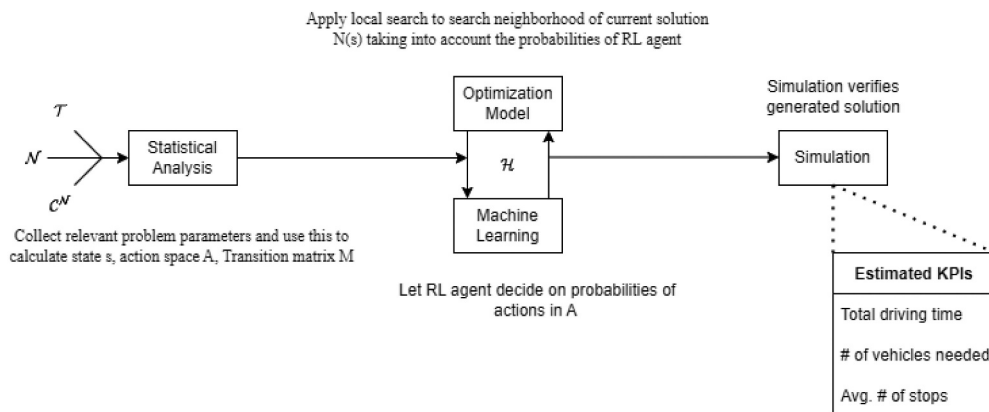 Apply local search to search neighborhood of current solution
N(s) taking into account the probabilities of RL agent
Optimization
Model
Simulation verifies
generated solution
𝒯
𝒩
C^𝒩
Statistical
Analysis
ℋ
Simulation
Machine
Learning
Collect relevant problem parameters and use this to
calculate state s, action space A, Transition matrix M
Let RL agent decide on probabilities of
actions in A
Estimated KPIs
Total driving time
# of vehicles needed
Avg. # of stops